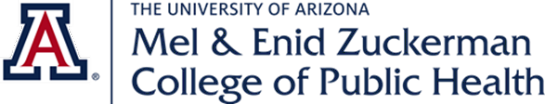 A®
THE UNIVERSITY OF ARIZONA
Mel & Enid Zuckerman
College of Public Health